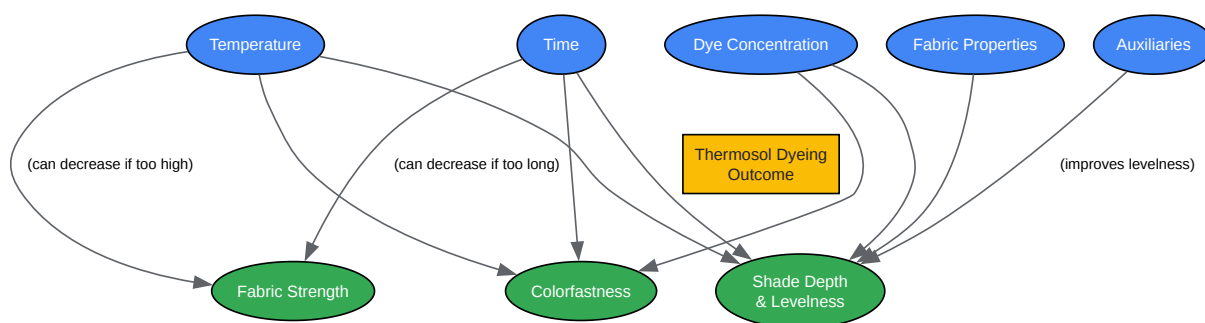 Temperature
Time
Dye Concentration
Fabric Properties
Auxiliaries
(can decrease if too high)
(can decrease if too long)
Thermosol Dyeing
Outcome
(improves levelness)
Fabric Strength
Colorfastness
Shade Depth
& Levelness